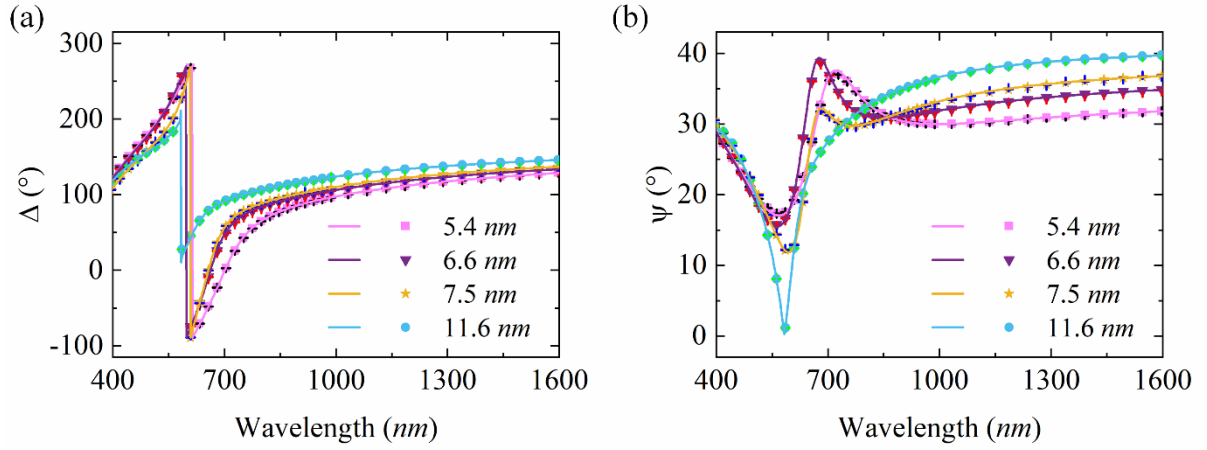 (a)
300
200
100
0
-100
Δ (°)
400 700 1000 1300 1600
Wavelength (nm)
5.4 nm
6.6 nm
7.5 nm
11.6 nm
(b)
40
30
20
10
0
ψ (°)
400 700 1000 1300 1600
Wavelength (nm)
5.4 nm
6.6 nm
7.5 nm
11.6 nm